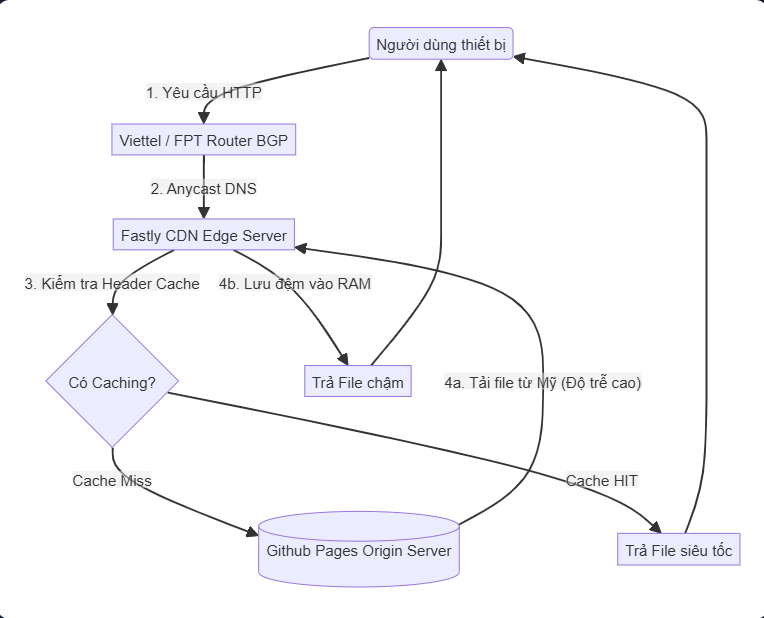 Người dùng thiết bị
1. Yêu cầu HTTP
Viettel / FPT Router BGP
2. Anycast DNS
Fastly CDN Edge Server
3. Kiểm tra Header Cache
4b. Lưu đệm vào RAM
Có Caching?
Trả File chậm
4a. Tải file từ Mỹ (Độ trễ cao)
Cache Miss
Cache HIT
Github Pages Origin Server
Trả File siêu tốc